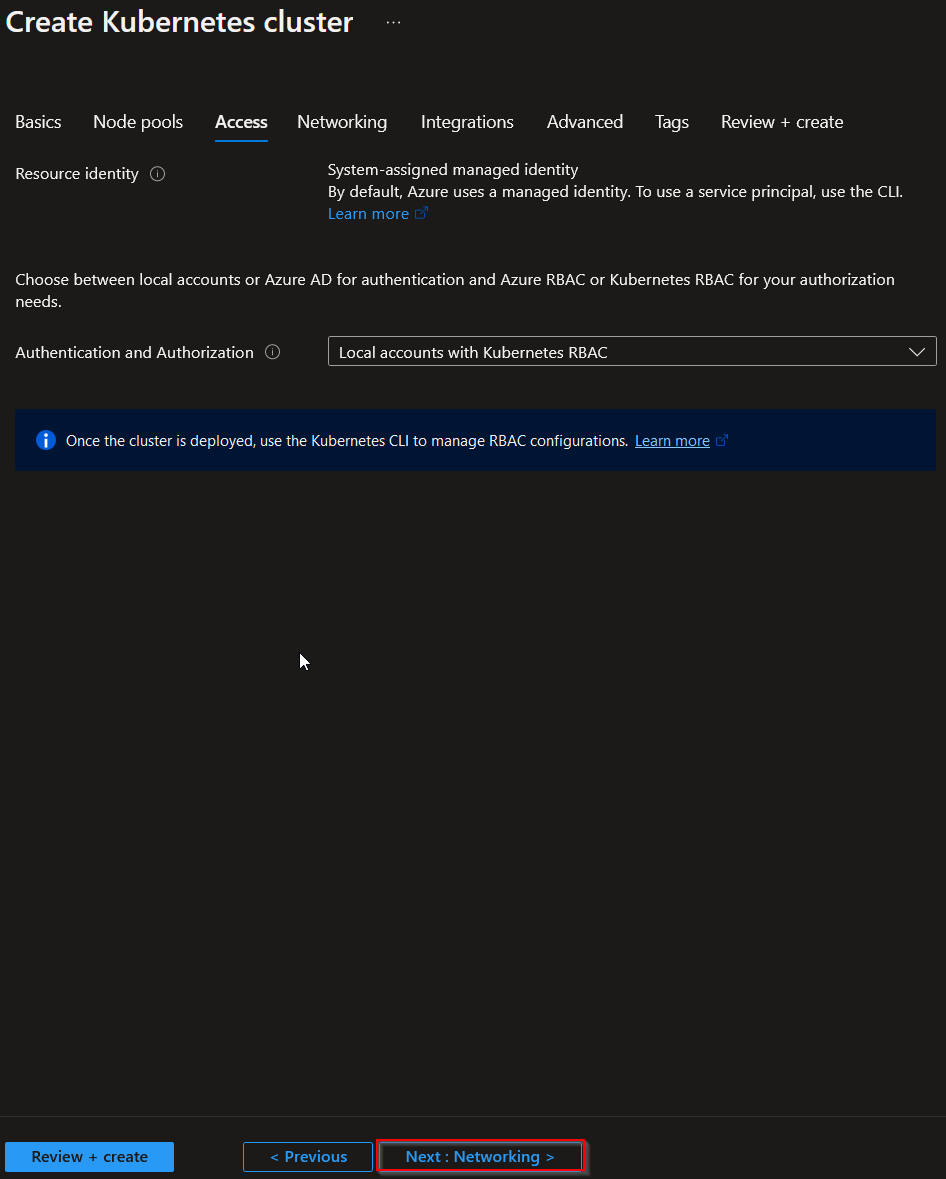 Create Kubernetes cluster ...
Basics Node pools Access Networking Integrations Advanced Tags Review + create
Resource identity
System-assigned managed identity
By default, Azure uses a managed identity. To use a service principal, use the CLI.
Learn more
Choose between local accounts or Azure AD for authentication and Azure RBAC or Kubernetes RBAC for your authorization
needs.
Authentication and Authorization Local accounts with Kubernetes RBAC
Once the cluster is deployed, use the Kubernetes CLI to manage RBAC configurations. Learn more
Review + create < Previous Next : Networking >